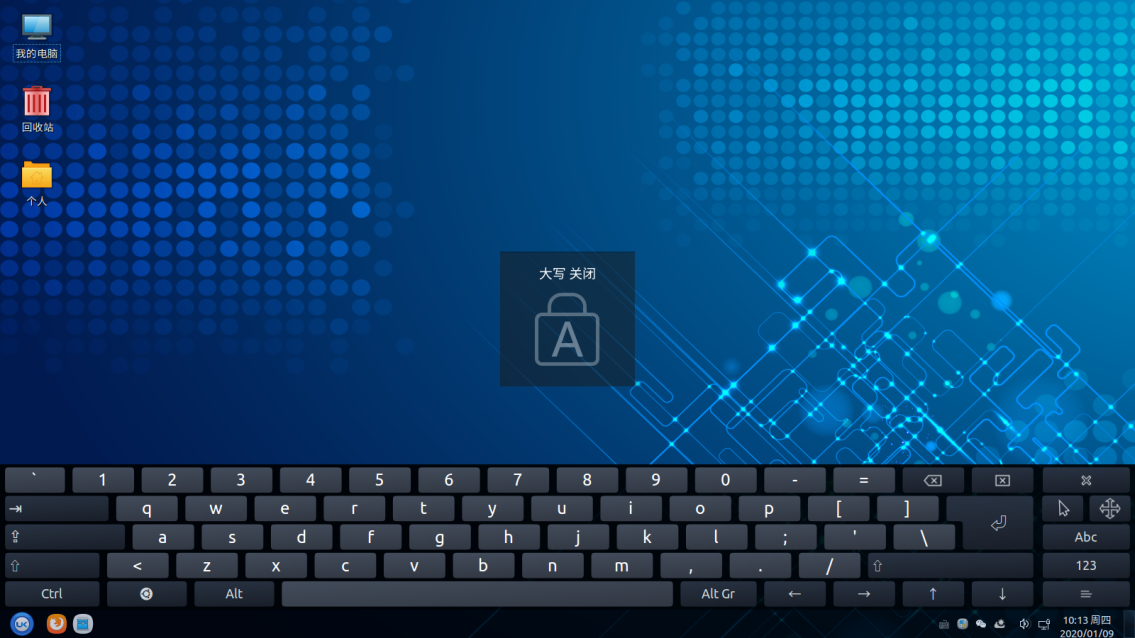 我的电脑
回收站
个人
大写 关闭
A
` 1 2 3 4 5 6 7 8 9 0 - =
q w e r t y u i o p [ ]
a s d f g h j k l ; ' \ Abc
< z x c v b n m , . / 123
Ctrl Alt Alt Gr ← → ↑ ↓
UK
10:13 周四
2020/01/09